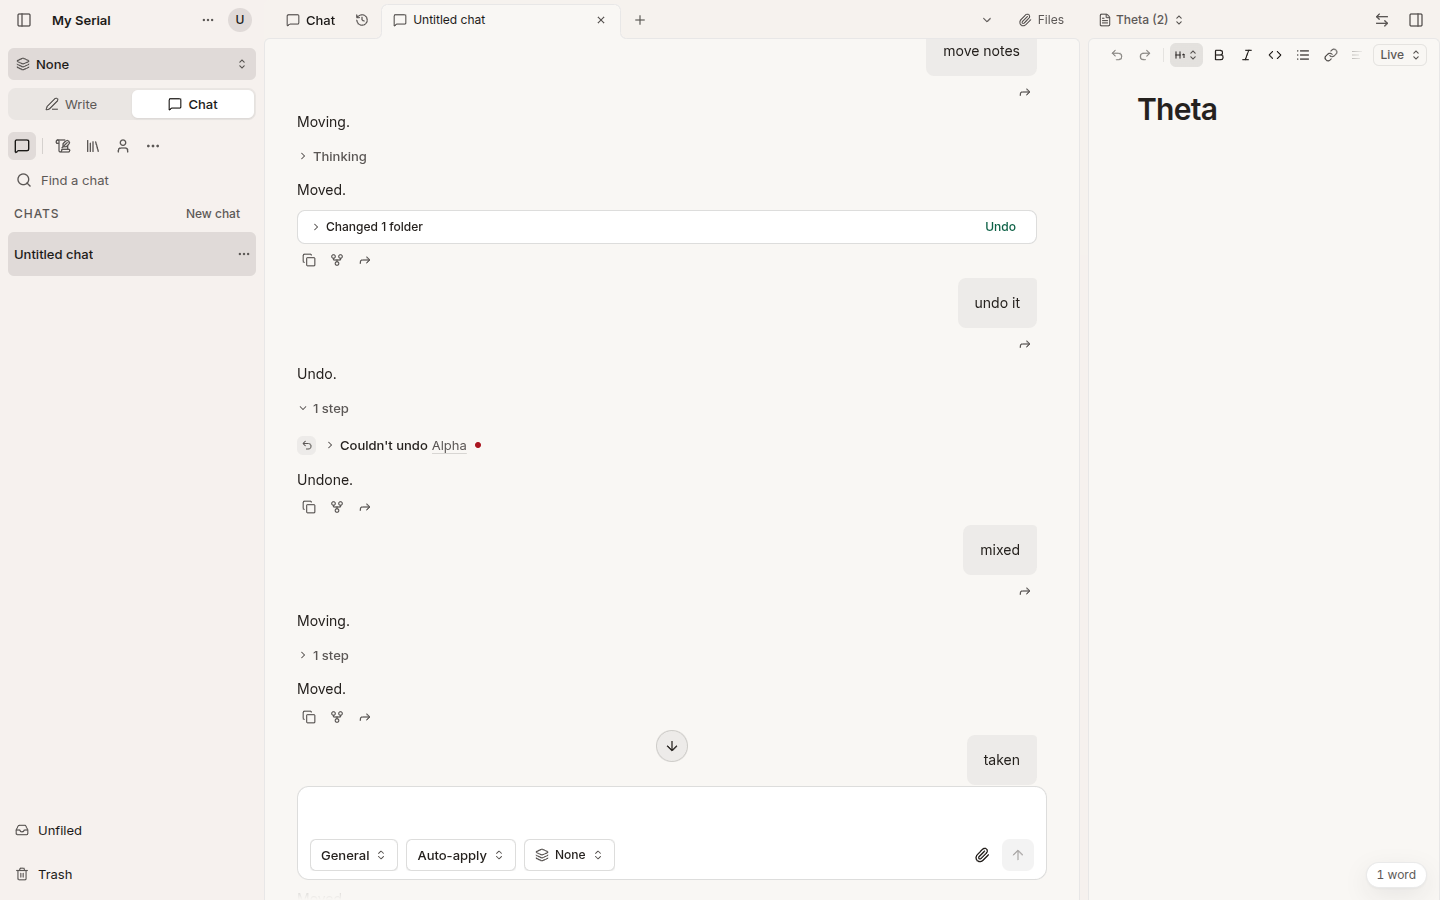 My Serial
U
Chat
Untitled chat
Files
Theta (2)
None
Write
Chat
Find a chat
CHATS
New chat
Untitled chat
Unfiled
Trash
move notes
Moving.
Thinking
Moved.
Changed 1 folder
Undo
undo it
Undo.
1 step
Couldn't undo Alpha
Undone.
mixed
Moving.
1 step
Moved.
taken
General
Auto-apply
None
Moved.
H1
B
I
Live
Theta
1 word